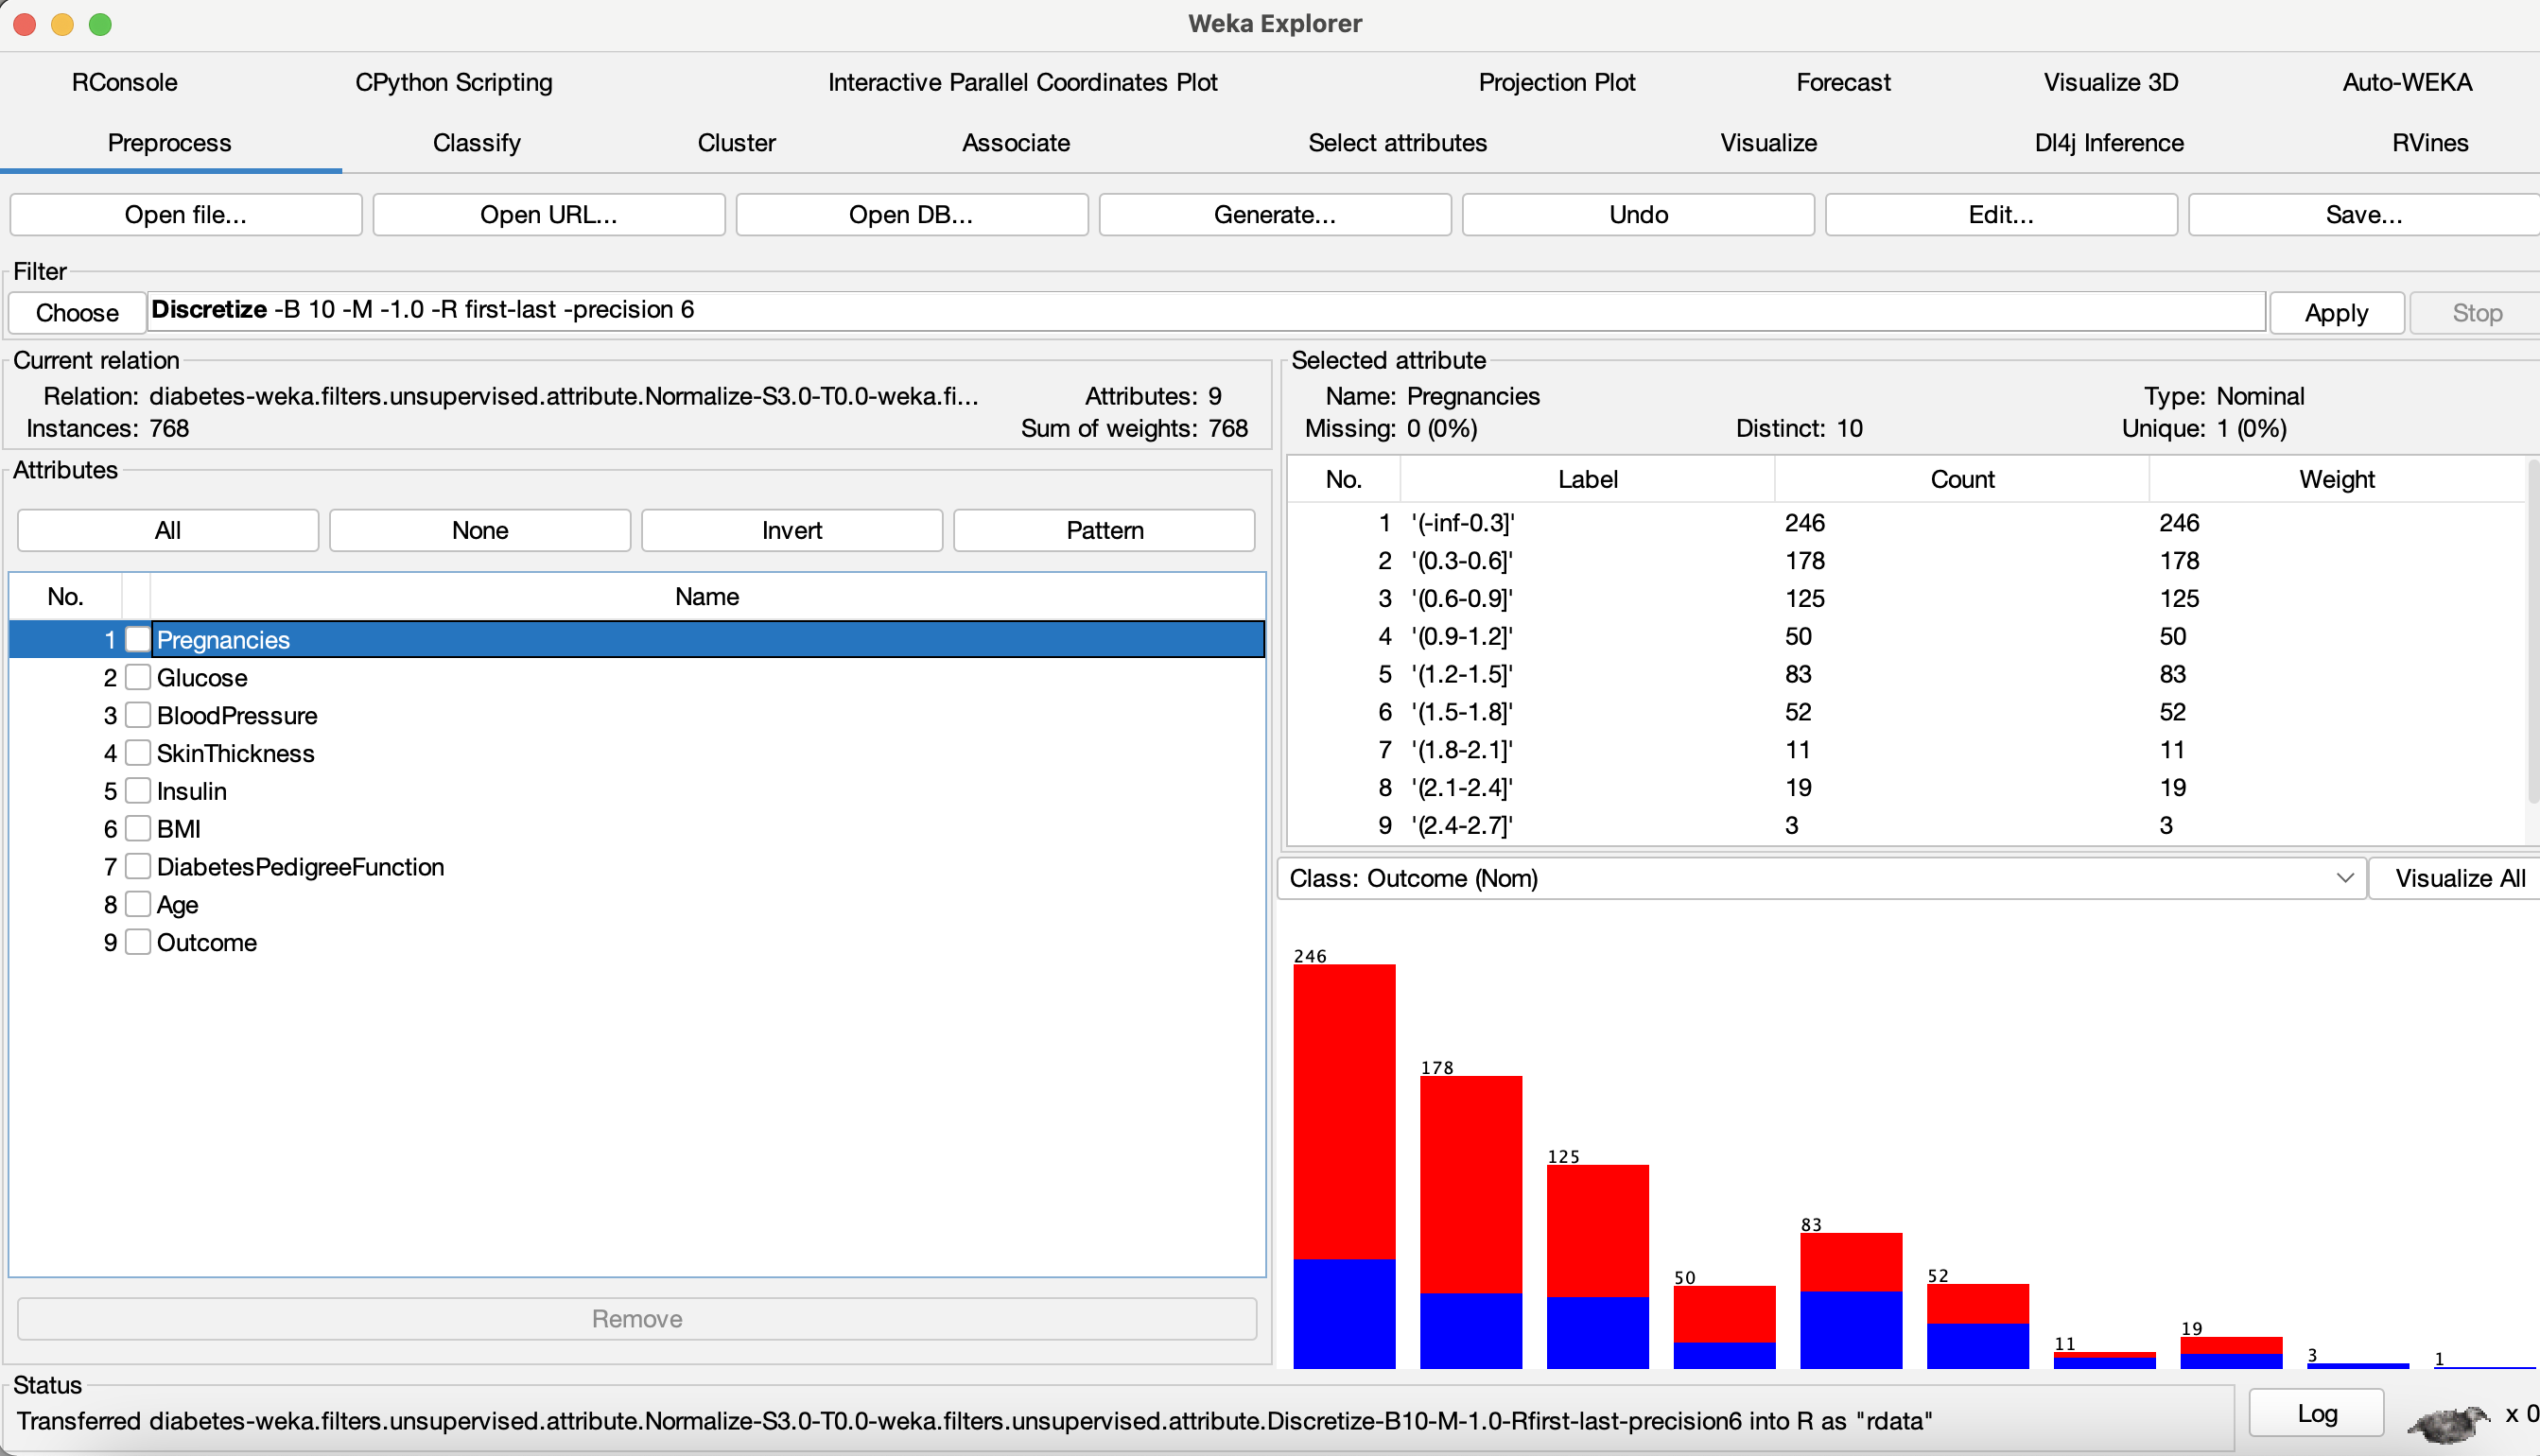 Weka Explorer
RConsole CPython Scripting Interactive Parallel Coordinates Plot Projection Plot Forecast Visualize 3D Auto-WEKA
Preprocess Classify Cluster Associate Select attributes Visualize Dl4j Inference RVines
Open file... Open URL... Open DB... Generate... Undo Edit... Save...
Filter
Choose Discretize -B 10 -M -1.0 -R first-last -precision 6 Apply Stop
Current relation
Relation: diabetes-weka.filters.unsupervised.attribute.Normalize-S3.0-T0.0-weka.fi... Attributes: 9
Instances: 768 Sum of weights: 768
Attributes
All None Invert Pattern
No. Name
1 Pregnancies
2 Glucose
3 BloodPressure
4 SkinThickness
5 Insulin
6 BMI
7 DiabetesPedigreeFunction
8 Age
9 Outcome
Remove
Selected attribute
Name: Pregnancies Type: Nominal
Missing: 0 (0%) Distinct: 10 Unique: 1 (0%)
No. Label Count Weight
1 '(-inf-0.3]' 246 246
2 '(0.3-0.6]' 178 178
3 '(0.6-0.9]' 125 125
4 '(0.9-1.2]' 50 50
5 '(1.2-1.5]' 83 83
6 '(1.5-1.8]' 52 52
7 '(1.8-2.1]' 11 11
8 '(2.1-2.4]' 19 19
9 '(2.4-2.7]' 3 3
Class: Outcome (Nom) Visualize All
246
178
125
50
83
52
11
19
3
1
Status
Transferred diabetes-weka.filters.unsupervised.attribute.Normalize-S3.0-T0.0-weka.filters.unsupervised.attribute.Discretize-B10-M-1.0-Rfirst-last-precision6 into R as "rdata"
Log x 0